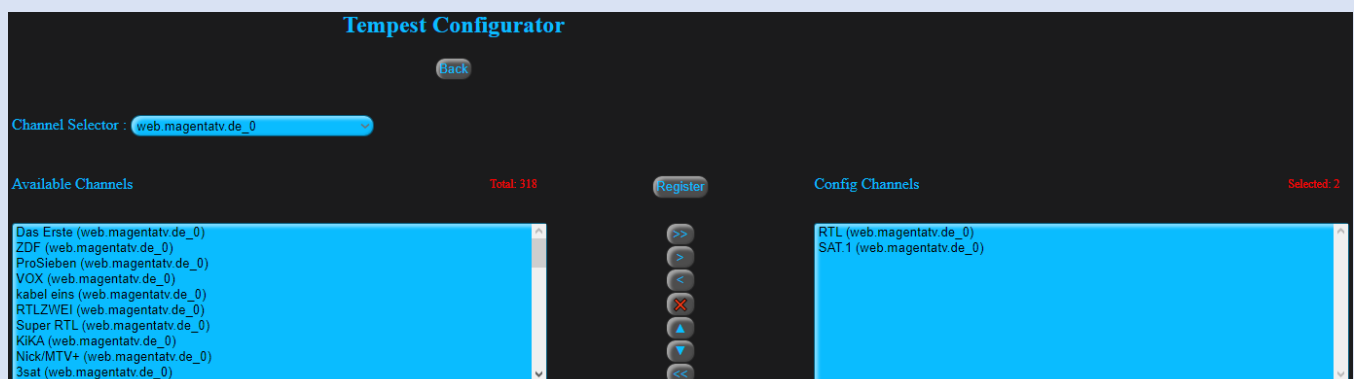 Tempest Configurator
Back
Channel Selector : web.magentatv.de_0
Available Channels
Total: 318
Register
Config Channels
Selected: 2
Das Erste (web.magentatv.de_0)
ZDF (web.magentatv.de_0)
ProSieben (web.magentatv.de_0)
VOX (web.magentatv.de_0)
kabel eins (web.magentatv.de_0)
RTLZWEI (web.magentatv.de_0)
Super RTL (web.magentatv.de_0)
KiKA (web.magentatv.de_0)
Nick/MTV+ (web.magentatv.de_0)
3sat (web.magentatv.de_0)
>>
>
<
<<
RTL (web.magentatv.de_0)
SAT.1 (web.magentatv.de_0)